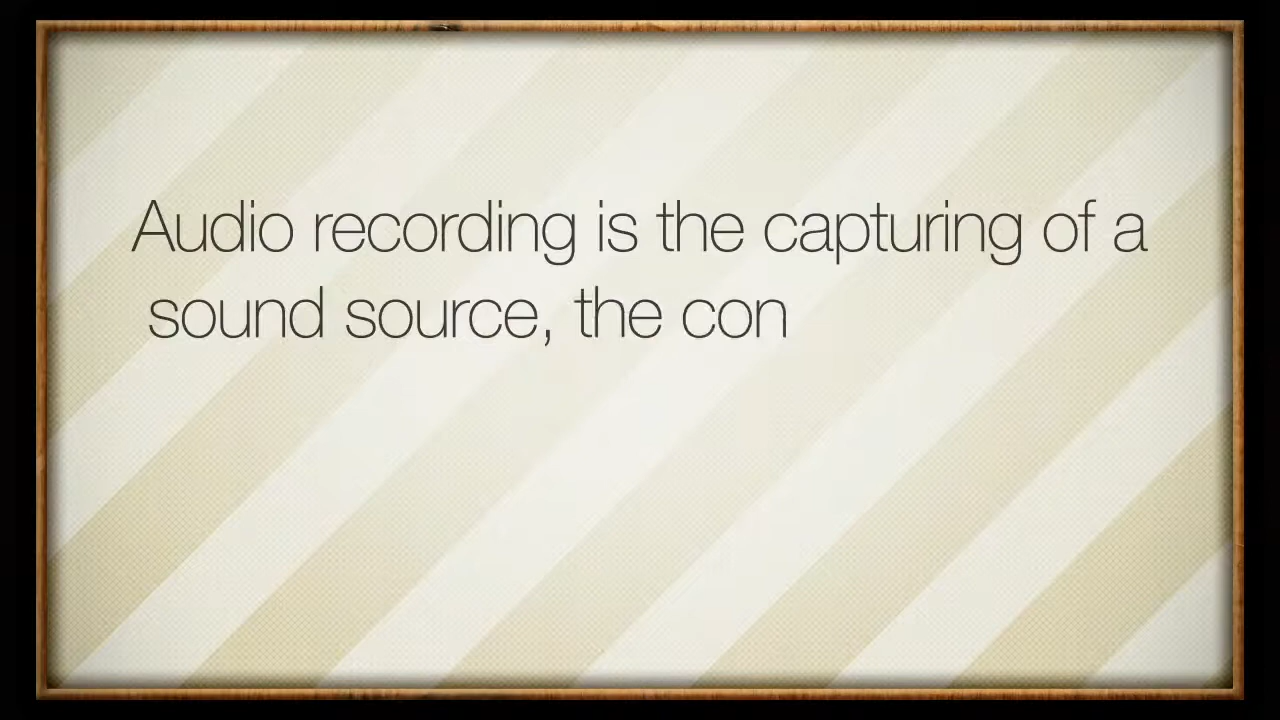 Audio recording is the capturing of a
sound source, the con